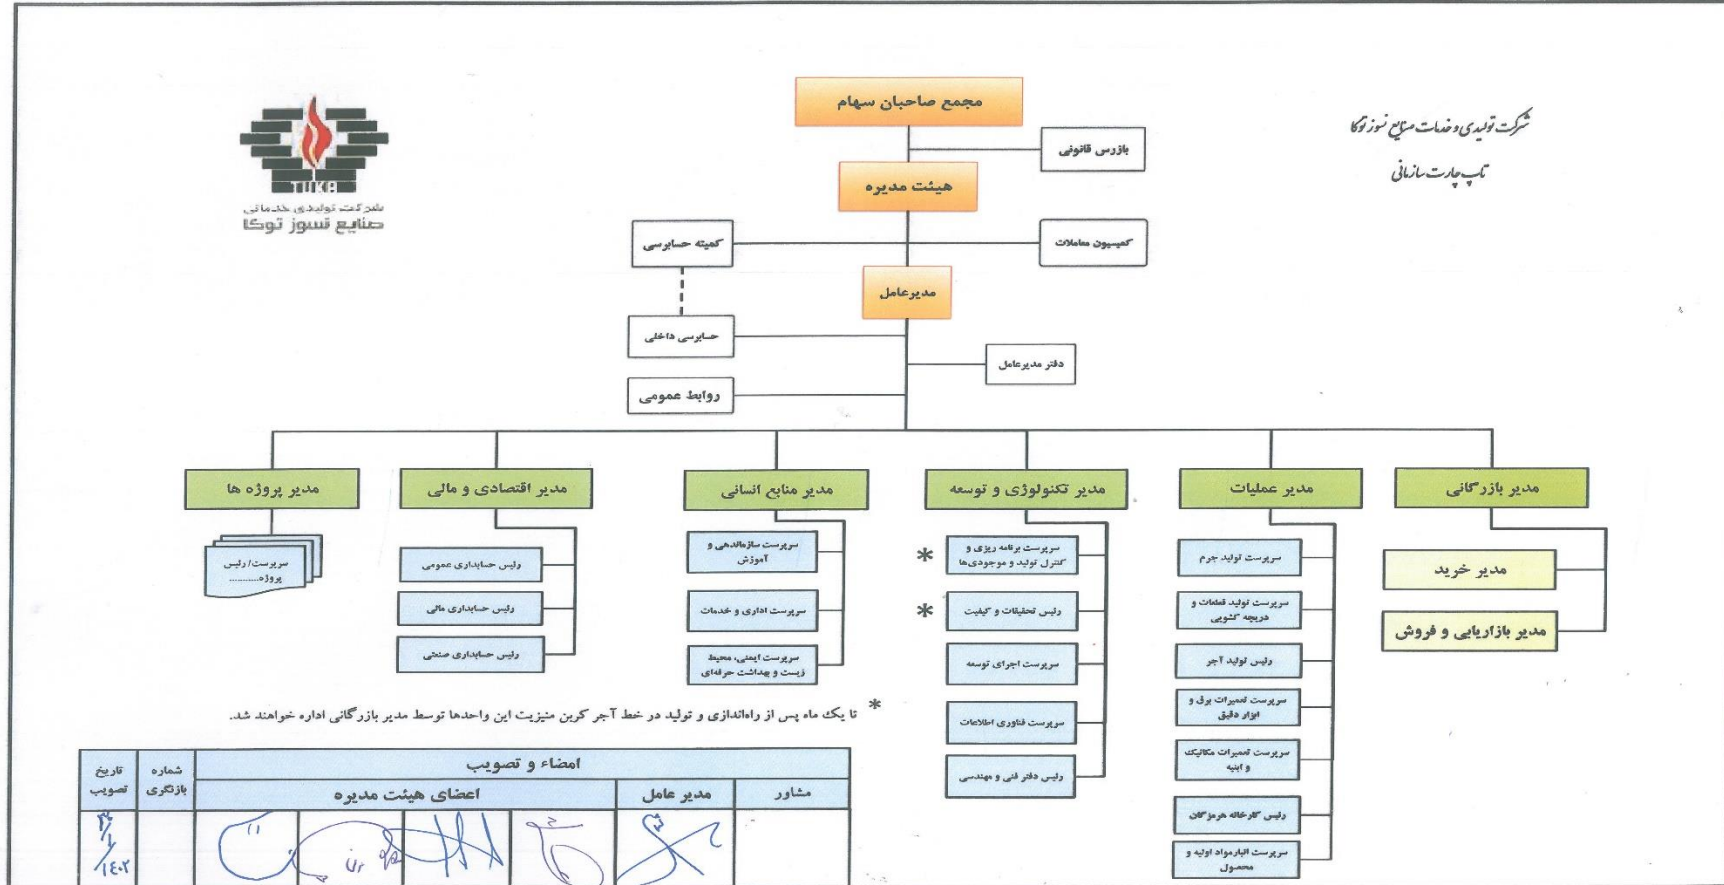 شرکت تولیدی و خدمات صنایع نسوز توکا
تاپ چارت سازمانی
TUKA
شرکت تولیدی خدماتی
صنایع نسوز توکا
مجمع صاحبان سهام
بازرس قانونی
هیئت مدیره
کمیسیون معاملات
کمیته حسابرسی
مدیرعامل
حسابرسی داخلی
دفتر مدیرعامل
روابط عمومی
مدیر بازرگانی
مدیر خرید
مدیر بازاریابی و فروش
مدیر عملیات
سرپرست تولید جرم
سرپرست تولید قطعات و
دریچه کشویی
رئیس تولید آجر
سرپرست تعمیرات برق و
ابزار دقیق
سرپرست تعمیرات مکانیک
و ابنیه
رئیس کارخانه هرمزگان
سرپرست انبارمواد اولیه و
محصول
مدیر تکنولوژی و توسعه
* سرپرست برنامه ریزی و
کنترل تولید و موجودی‌ها
* رئیس تحقیقات و کیفیت
سرپرست اجرای توسعه
سرپرست فناوری اطلاعات
رئیس دفتر فنی و مهندسی
مدیر منابع انسانی
سرپرست سازماندهی و
آموزش
سرپرست اداری و خدمات
سرپرست ایمنی، محیط
زیست و بهداشت حرفه‌ای
مدیر اقتصادی و مالی
رئیس حسابداری عمومی
رئیس حسابداری مالی
رئیس حسابداری صنعتی
مدیر پروژه ها
سرپرست/ رئیس
پروژه...........
* تا یک ماه پس از راه‌اندازی و تولید در خط آجر کربن منیزیت این واحدها توسط مدیر بازرگانی اداره خواهند شد.
امضاء و تصویب
شماره
بازنگری
تاریخ
تصویب
مشاور
مدیر عامل
اعضای هیئت مدیره